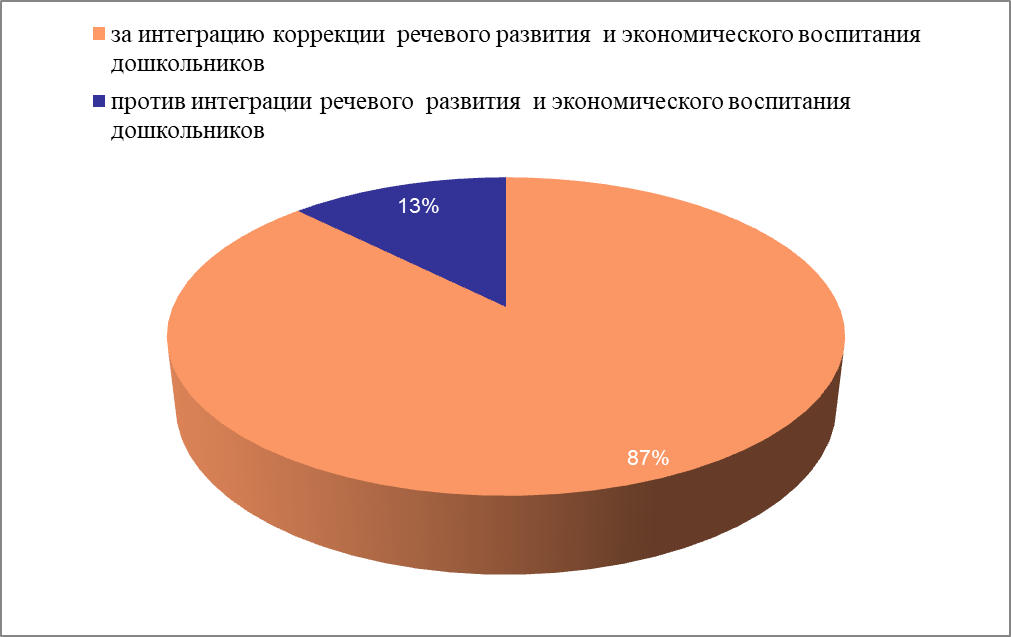 за интеграцию коррекции речевого развития и экономического воспитания
дошкольников
против интеграции речевого развития и экономического воспитания
дошкольников
13%
87%